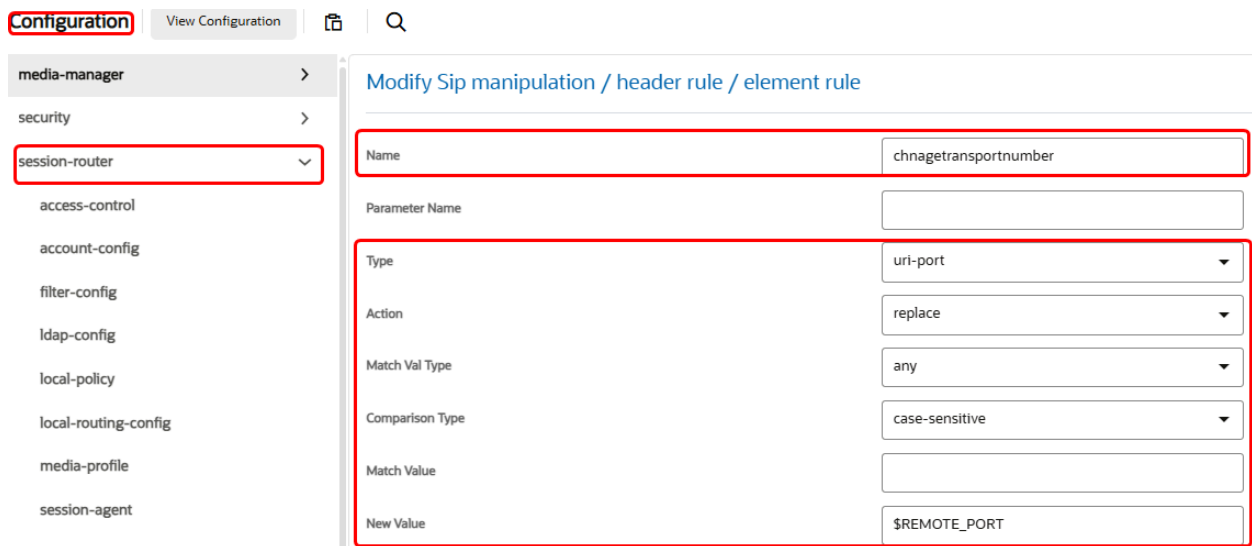 Configuration View Configuration
media-manager
security
session-router
access-control
account-config
filter-config
ldap-config
local-policy
local-routing-config
media-profile
session-agent
Modify Sip manipulation / header rule / element rule
Name chnagetransportnumber
Parameter Name
Type uri-port
Action replace
Match Val Type any
Comparison Type case-sensitive
Match Value
New Value $REMOTE_PORT